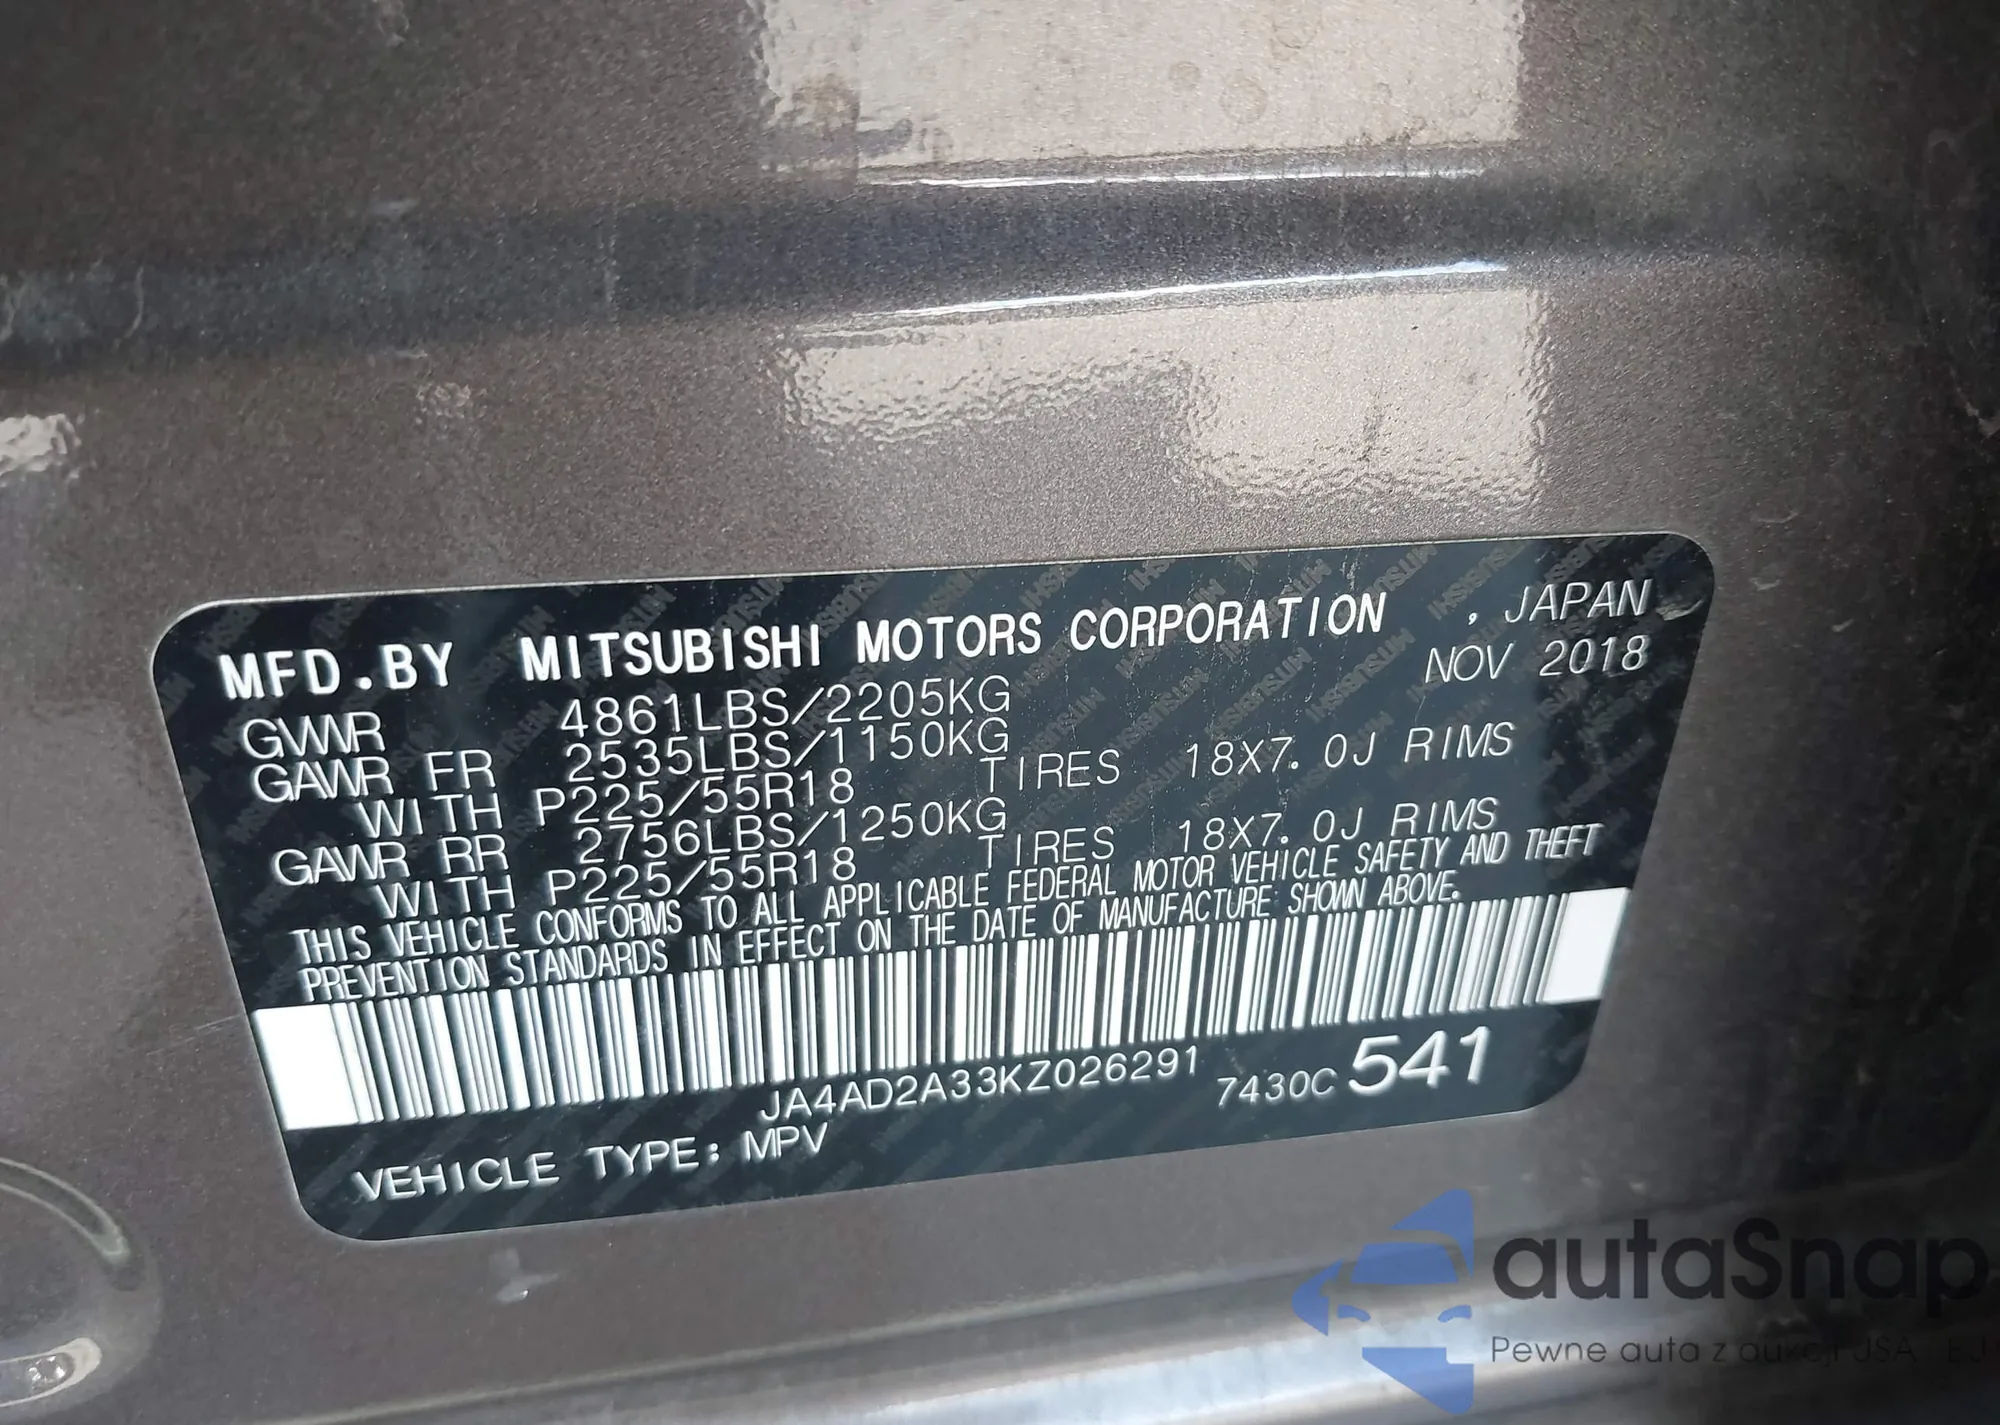 MFD.BY MITSUBISHI MOTORS CORPORATION , JAPAN
NOV 2018
GVWR 4861LBS/2205KG
GAWR FR 2535LBS/1150KG
WITH P225/55R18 TIRES 18X7.0J RIMS
GAWR RR 2756LBS/1250KG
WITH P225/55R18 TIRES 18X7.0J RIMS
THIS VEHICLE CONFORMS TO ALL APPLICABLE FEDERAL MOTOR VEHICLE SAFETY AND THEFT
PREVENTION STANDARDS IN EFFECT ON THE DATE OF MANUFACTURE SHOWN ABOVE.
JA4AD2A33KZ026291 7430C 541
VEHICLE TYPE: MPV
autaSnap
Pewne auta z aukcji